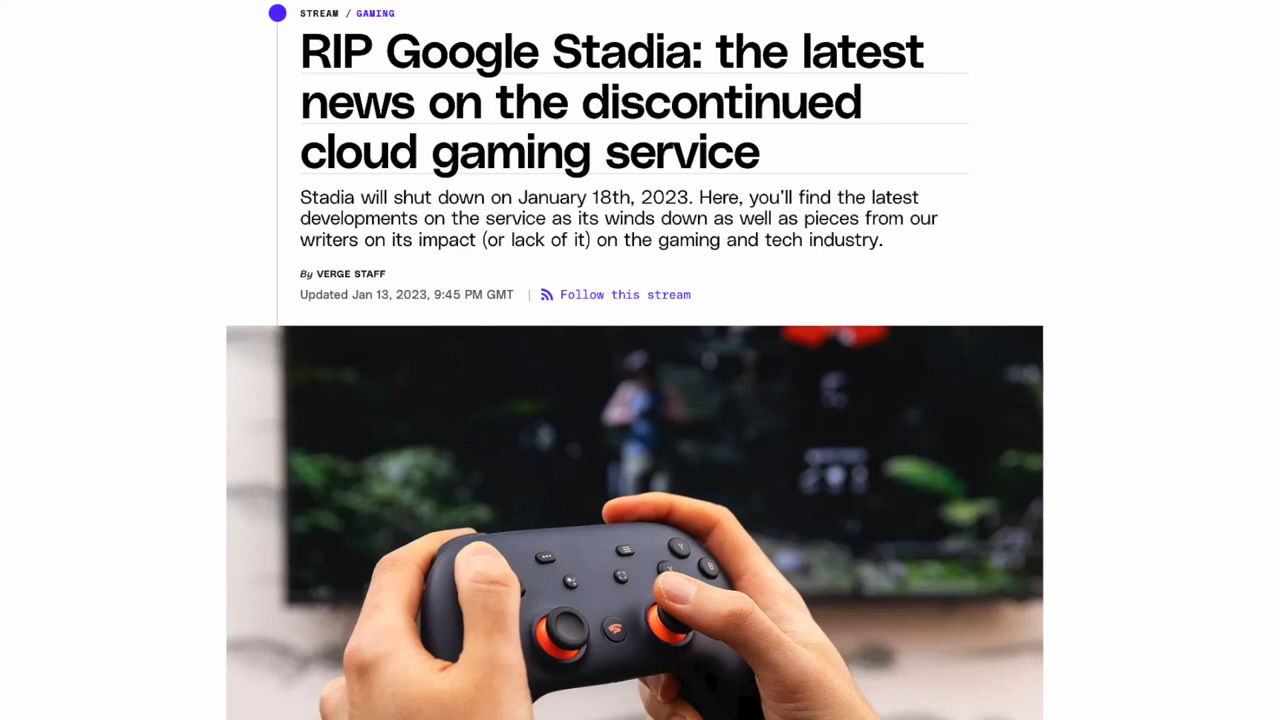 STREAM / GAMING
RIP Google Stadia: the latest
news on the discontinued
cloud gaming service
Stadia will shut down on January 18th, 2023. Here, you’ll find the latest
developments on the service as its winds down as well as pieces from our
writers on its impact (or lack of it) on the gaming and tech industry.
By VERGE STAFF
Updated Jan 13, 2023, 9:45 PM GMT | Follow this stream
Y
B